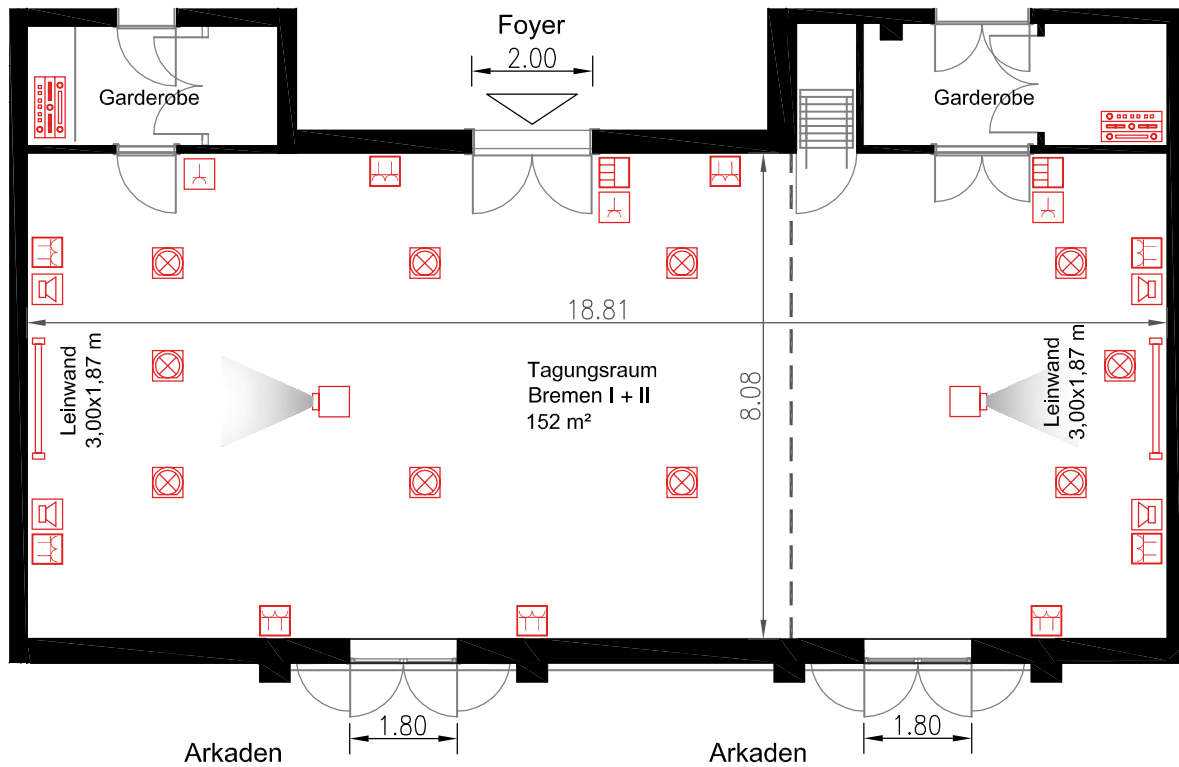 Foyer
2.00
Garderobe
Garderobe
18.81
Leinwand
3,00x1,87 m
Tagungsraum
Bremen I + II
152 m²
8.08
Leinwand
3,00x1,87 m
1.80
1.80
Arkaden
Arkaden